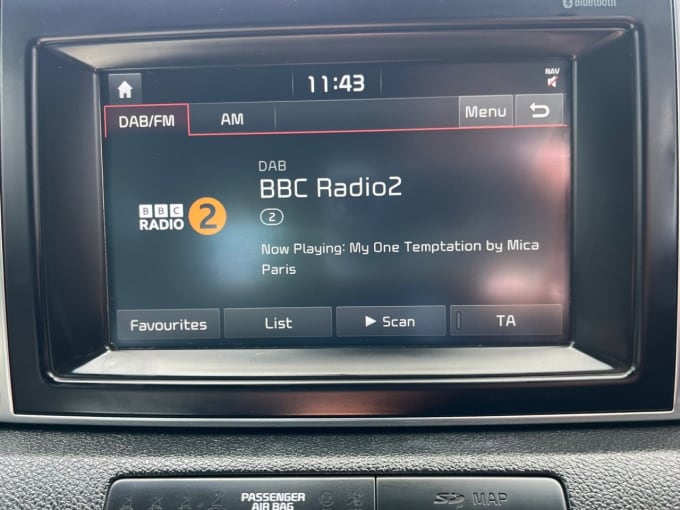 Bluetooth
11:43
NAV
DAB/FM
AM
Menu
DAB
BBC Radio2
2
BBC
RADIO 2
Now Playing: My One Temptation by Mica
Paris
Favourites
List
Scan
TA
PASSENGER
AIR BAG
SD MAP